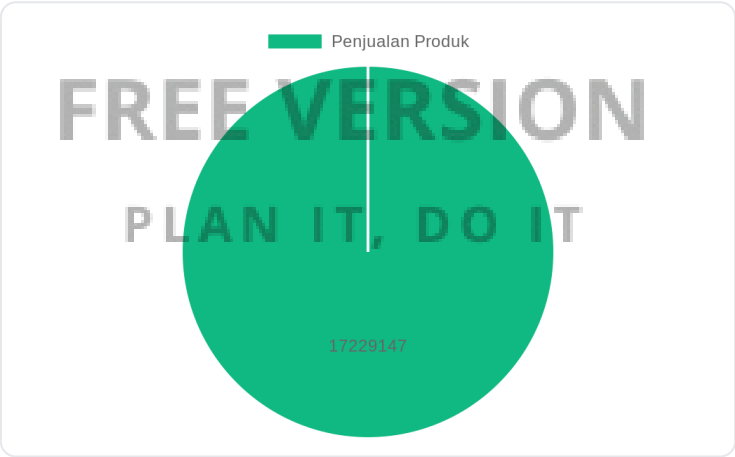 Penjualan Produk
FREE VERSION
PLAN IT, DO IT
17229147